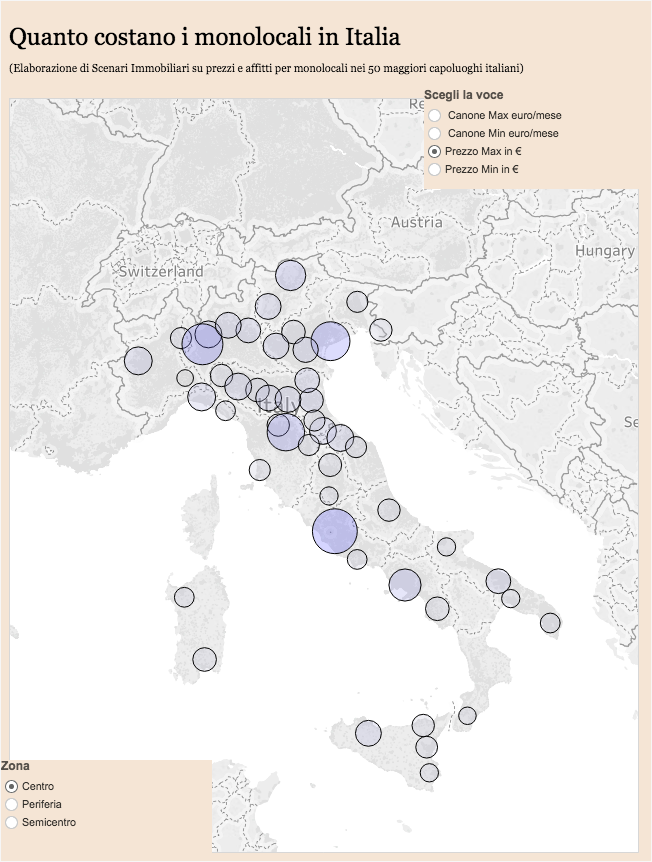 Quanto costano i monolocali in Italia
(Elaborazione di Scenari Immobiliari su prezzi e affitti per monolocali nei 50 maggiori capoluoghi italiani)
Scegli la voce
Canone Max euro/mese
Canone Min euro/mese
Prezzo Max in €
Prezzo Min in €
Austria
Hungary
Switzerland
Italy
Zona
Centro
Periferia
Semicentro